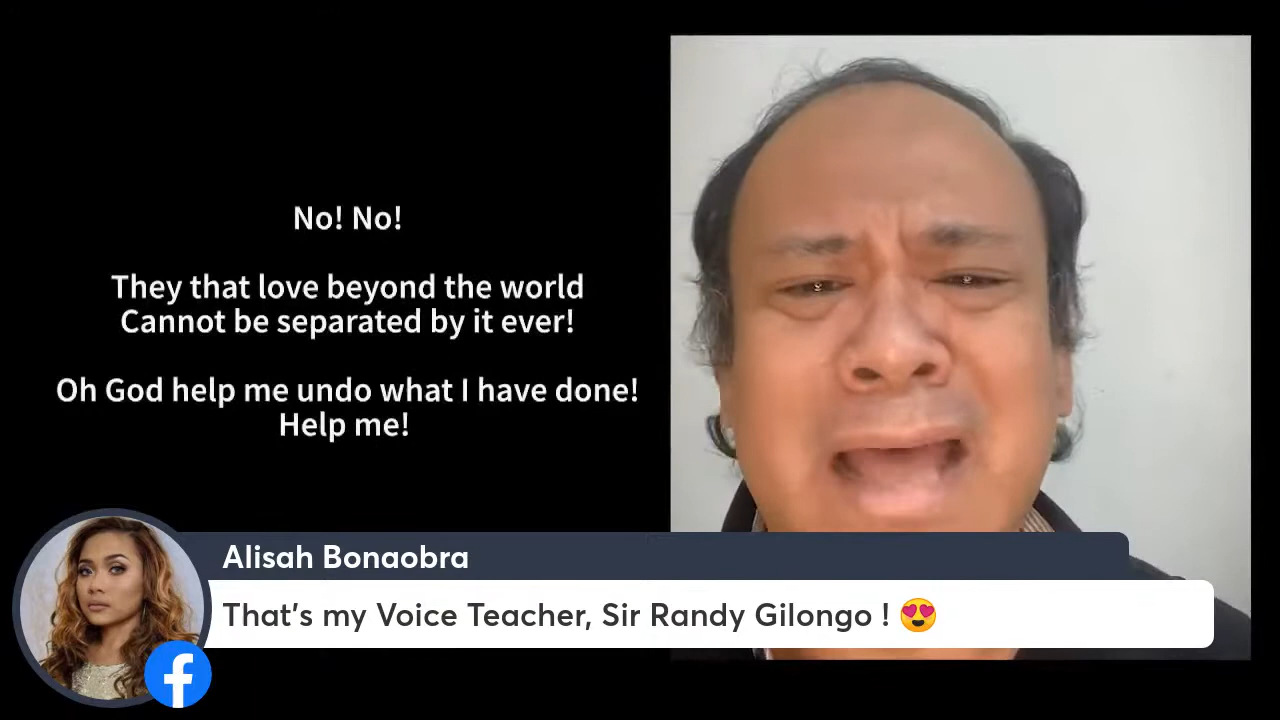 No! No!
They that love beyond the world
Cannot be separated by it ever!
Oh God help me undo what I have done!
Help me!
Alisah Bonaobra
That's my Voice Teacher, Sir Randy Gilongo ! 😍